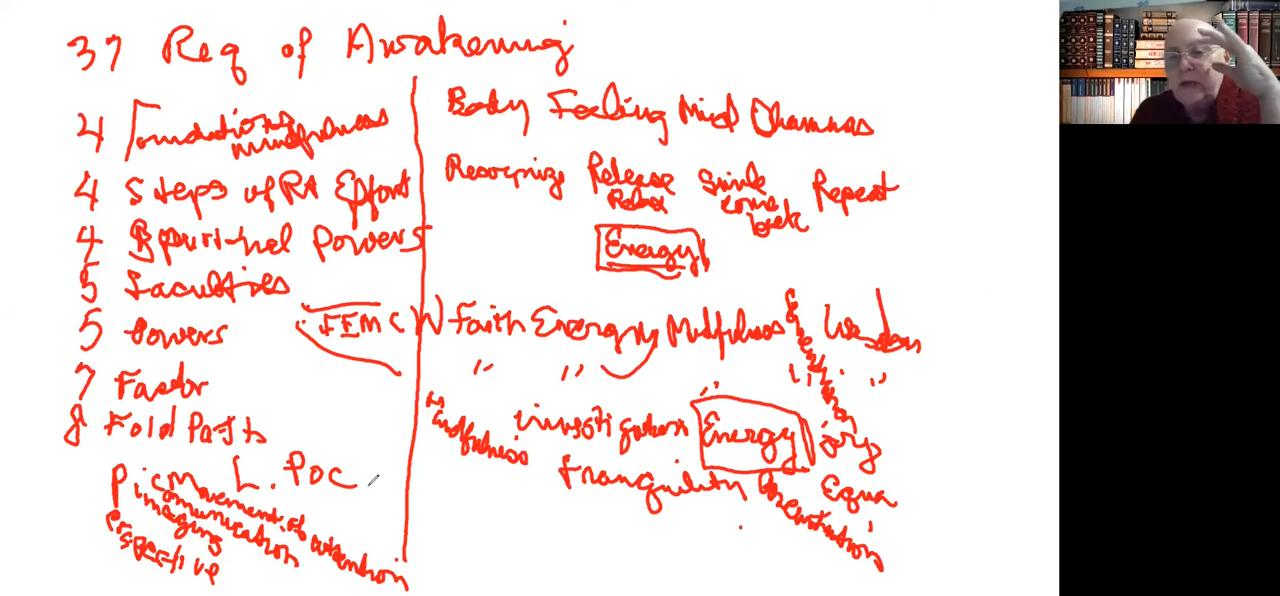 37 Req of Awakening
4 Foundations mindfulness
4 Steps of Rt Effort
4 Spiritual Powers
5 Faculties
5 Powers
FEMCW
7 Factor
8 Fold Path
PicM L. Poc
Movement of attention
communication
imaging
Perspective
Body Feeling Mind Dhammas
Recognize Release Smile Repeat
Relax come back
Energy
Faith Energy Mindfulness Wisdom
" " " " "
Mindfulness investigation Energy joy
Tranquility Concentration Equa